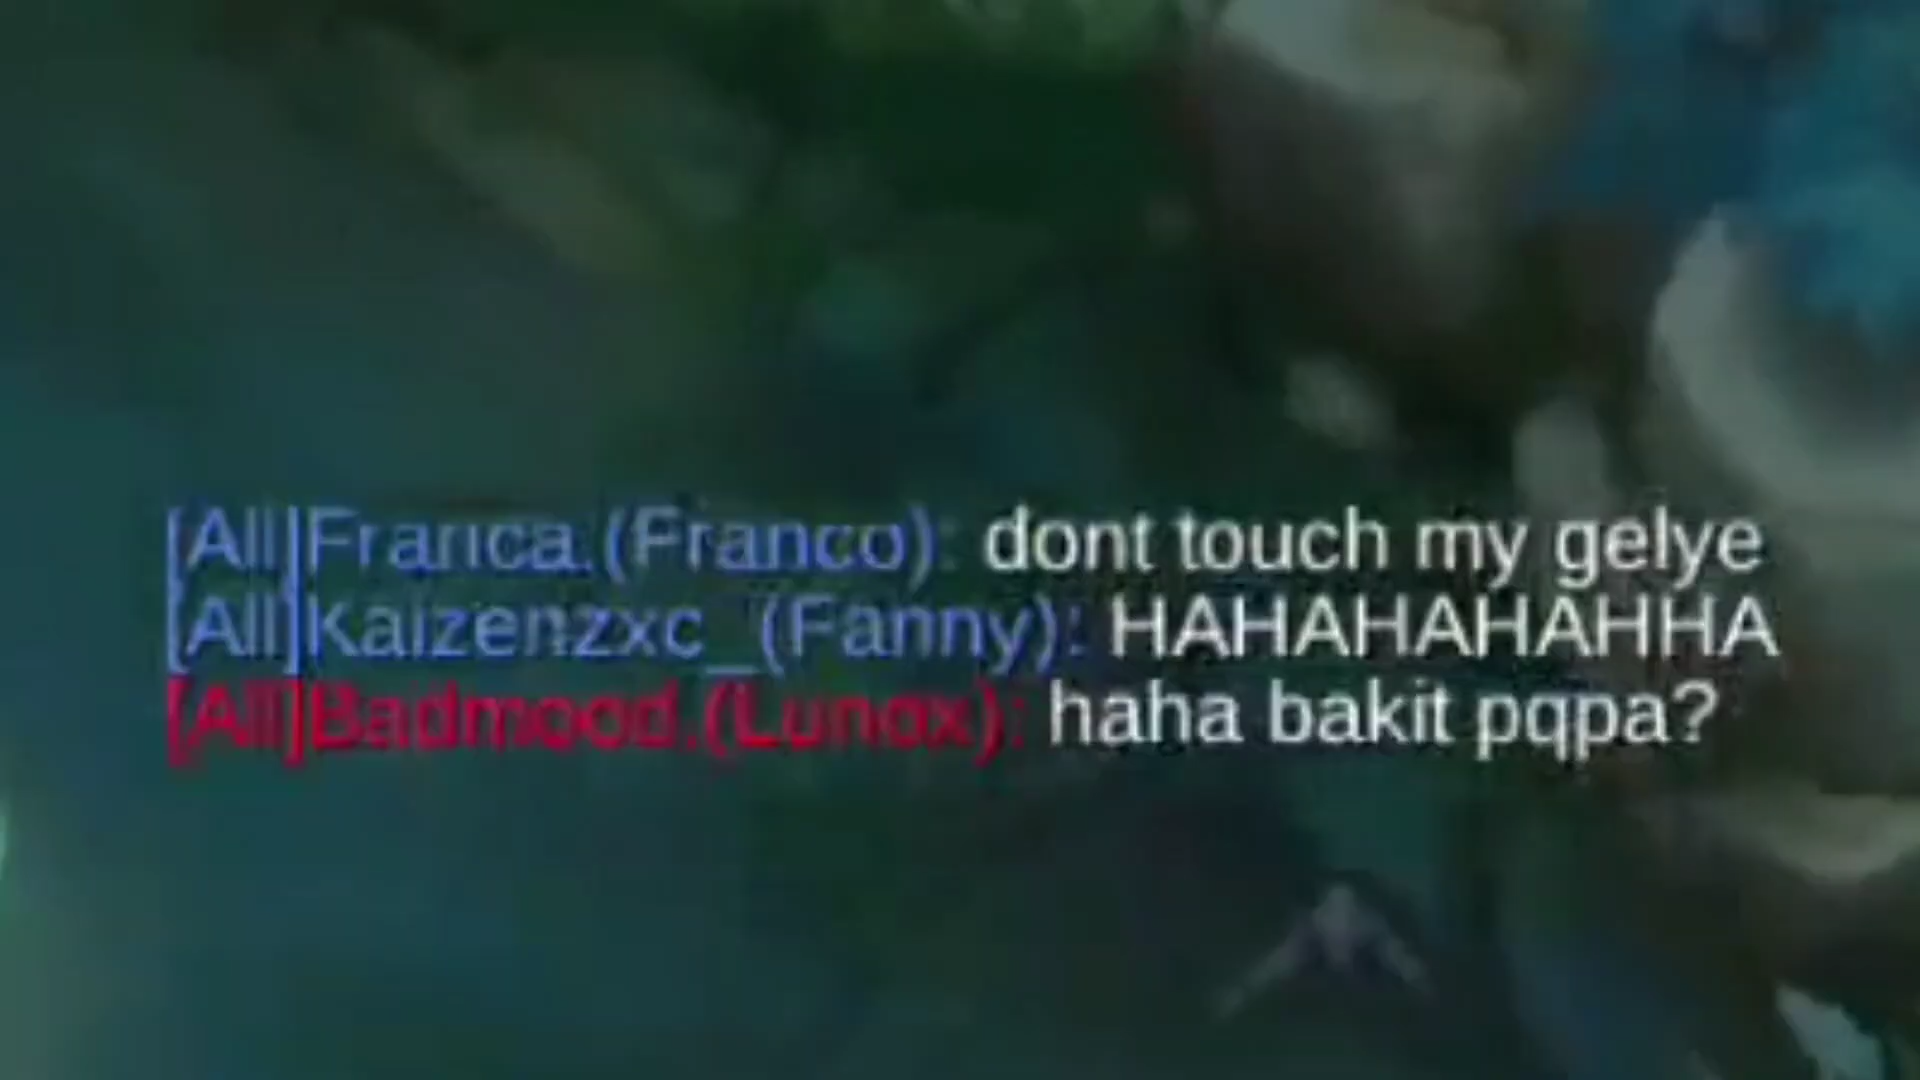 [All]Franca.(Franco): dont touch my gelye
[All]Kaizenzxc_(Fanny): HAHAHAHAHHA
[All]Badmood.(Lunox): haha bakit pqpa?